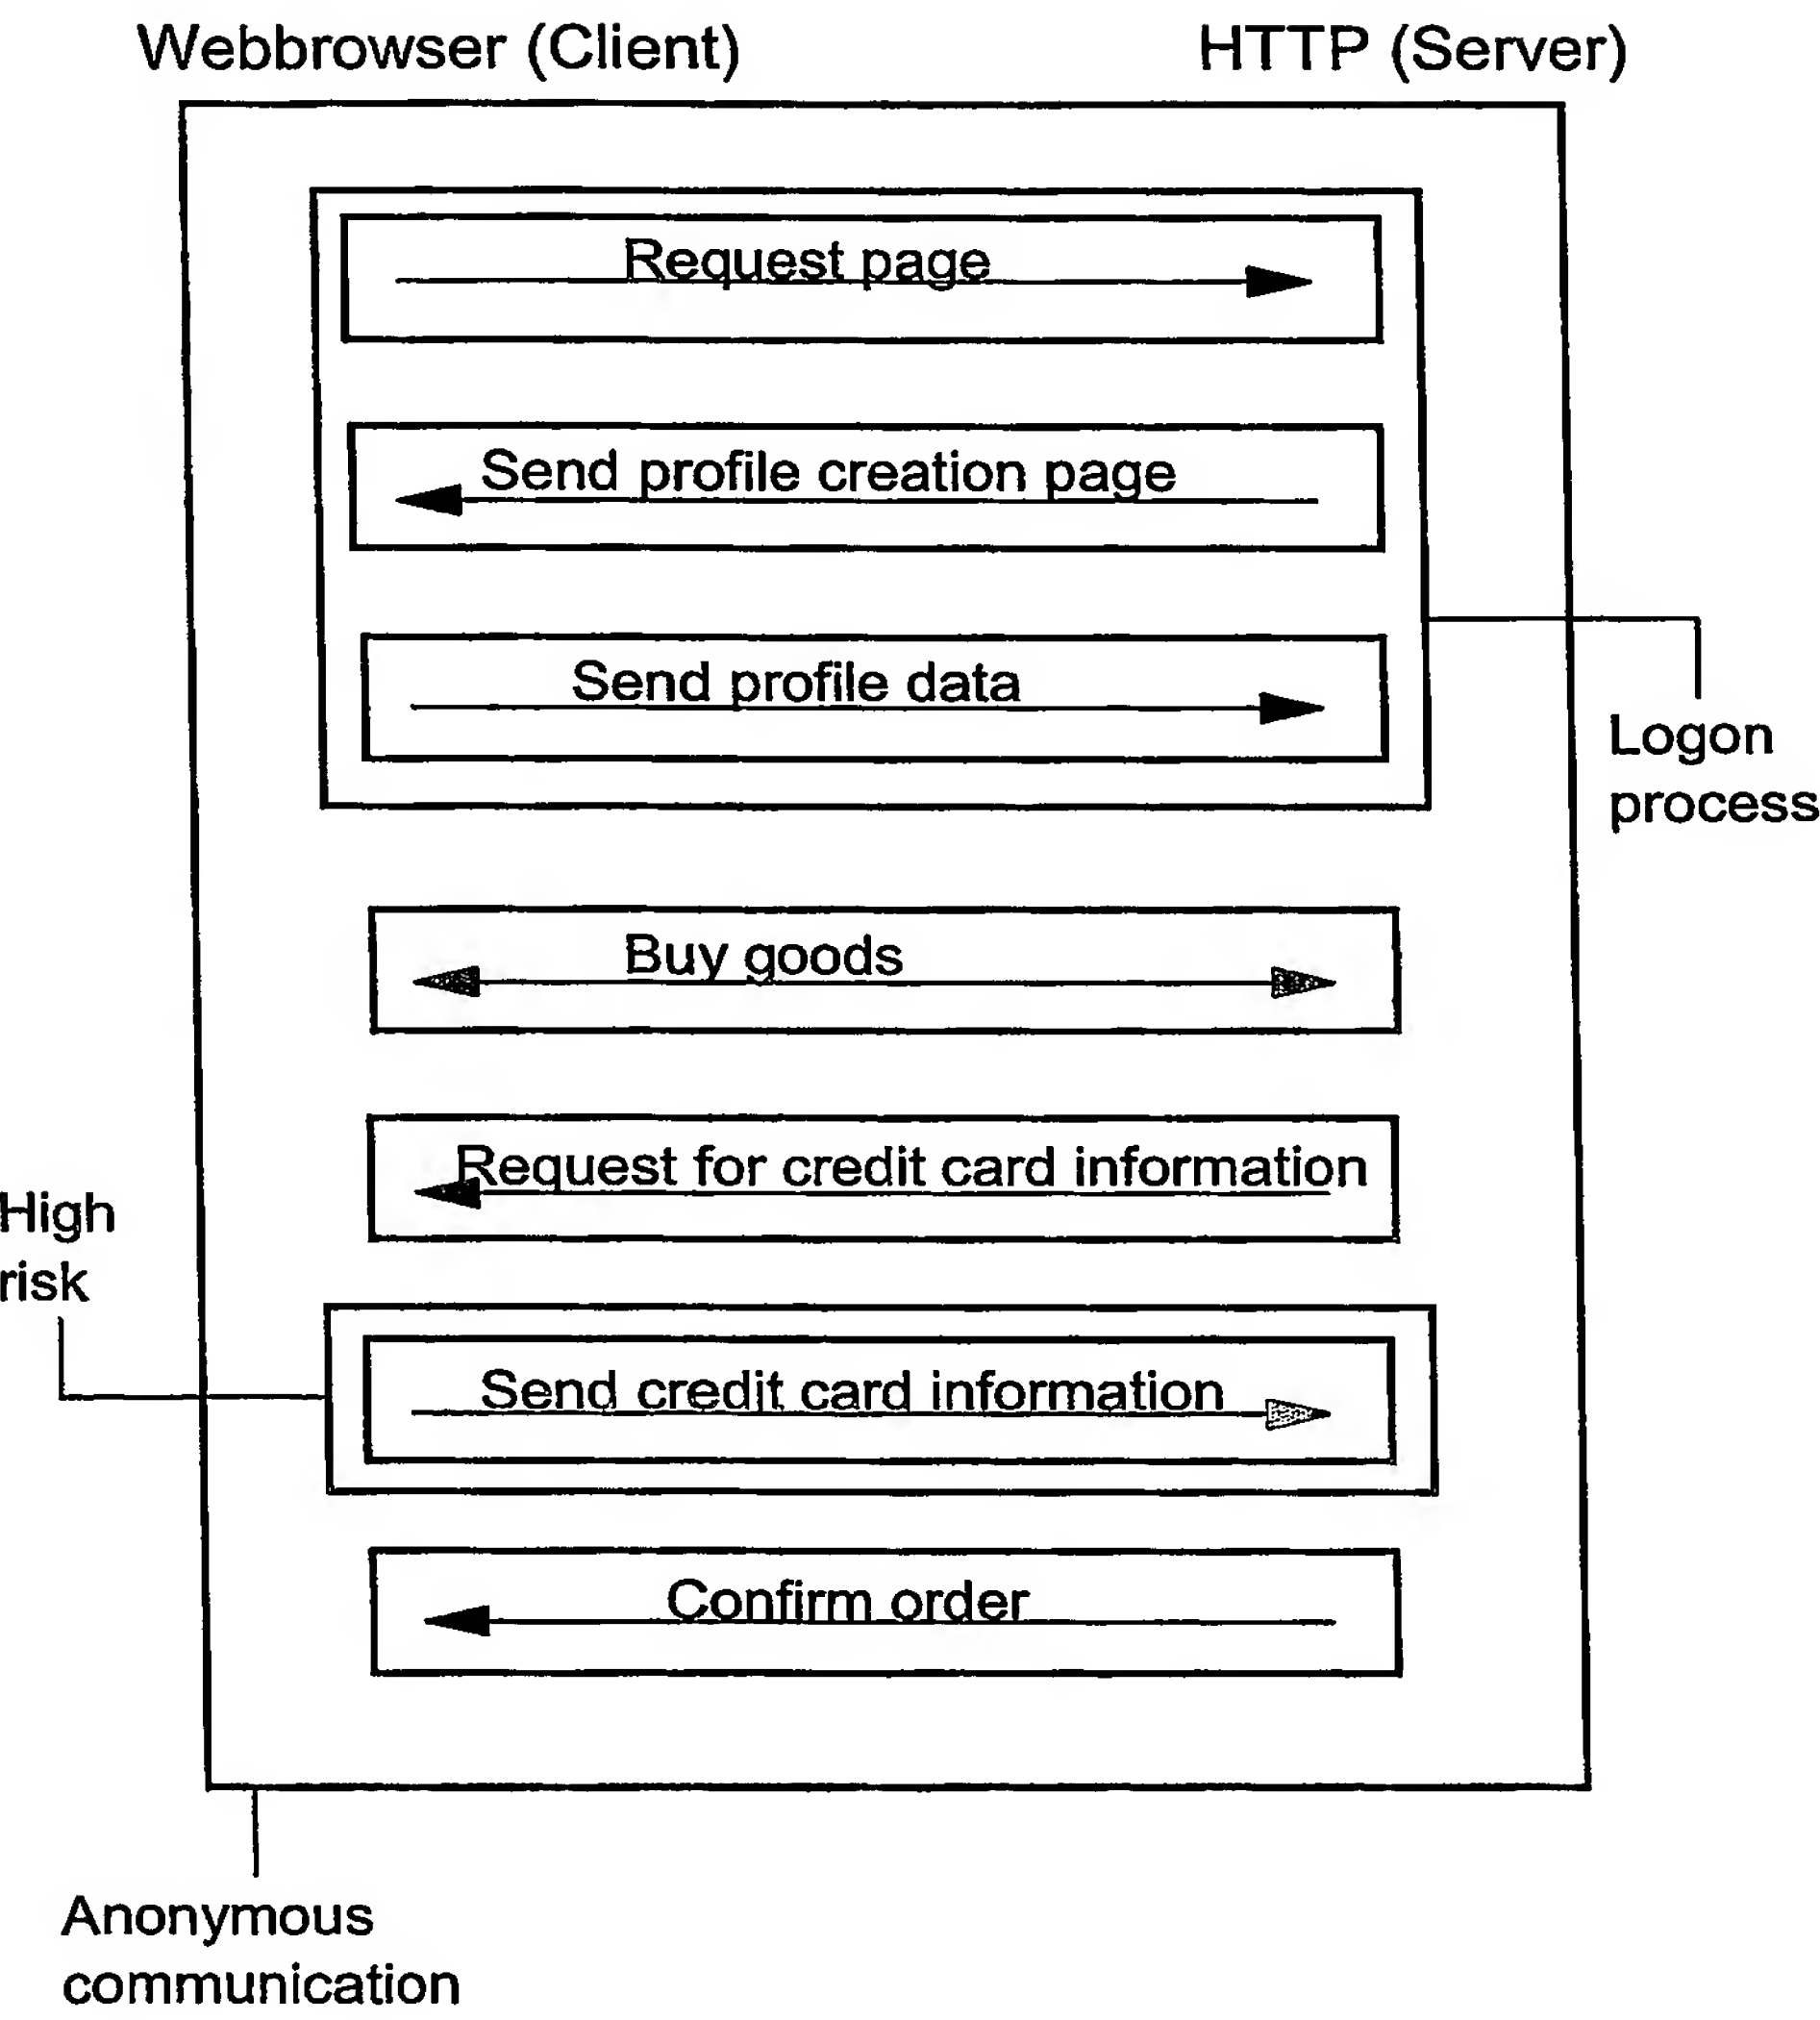 Webbrowser (Client)
HTTP (Server)
Request page
Send profile creation page
Send profile data
Logon
process
Buy goods
Request for credit card information
High
risk
Send credit card information
Confirm order
Anonymous
communication